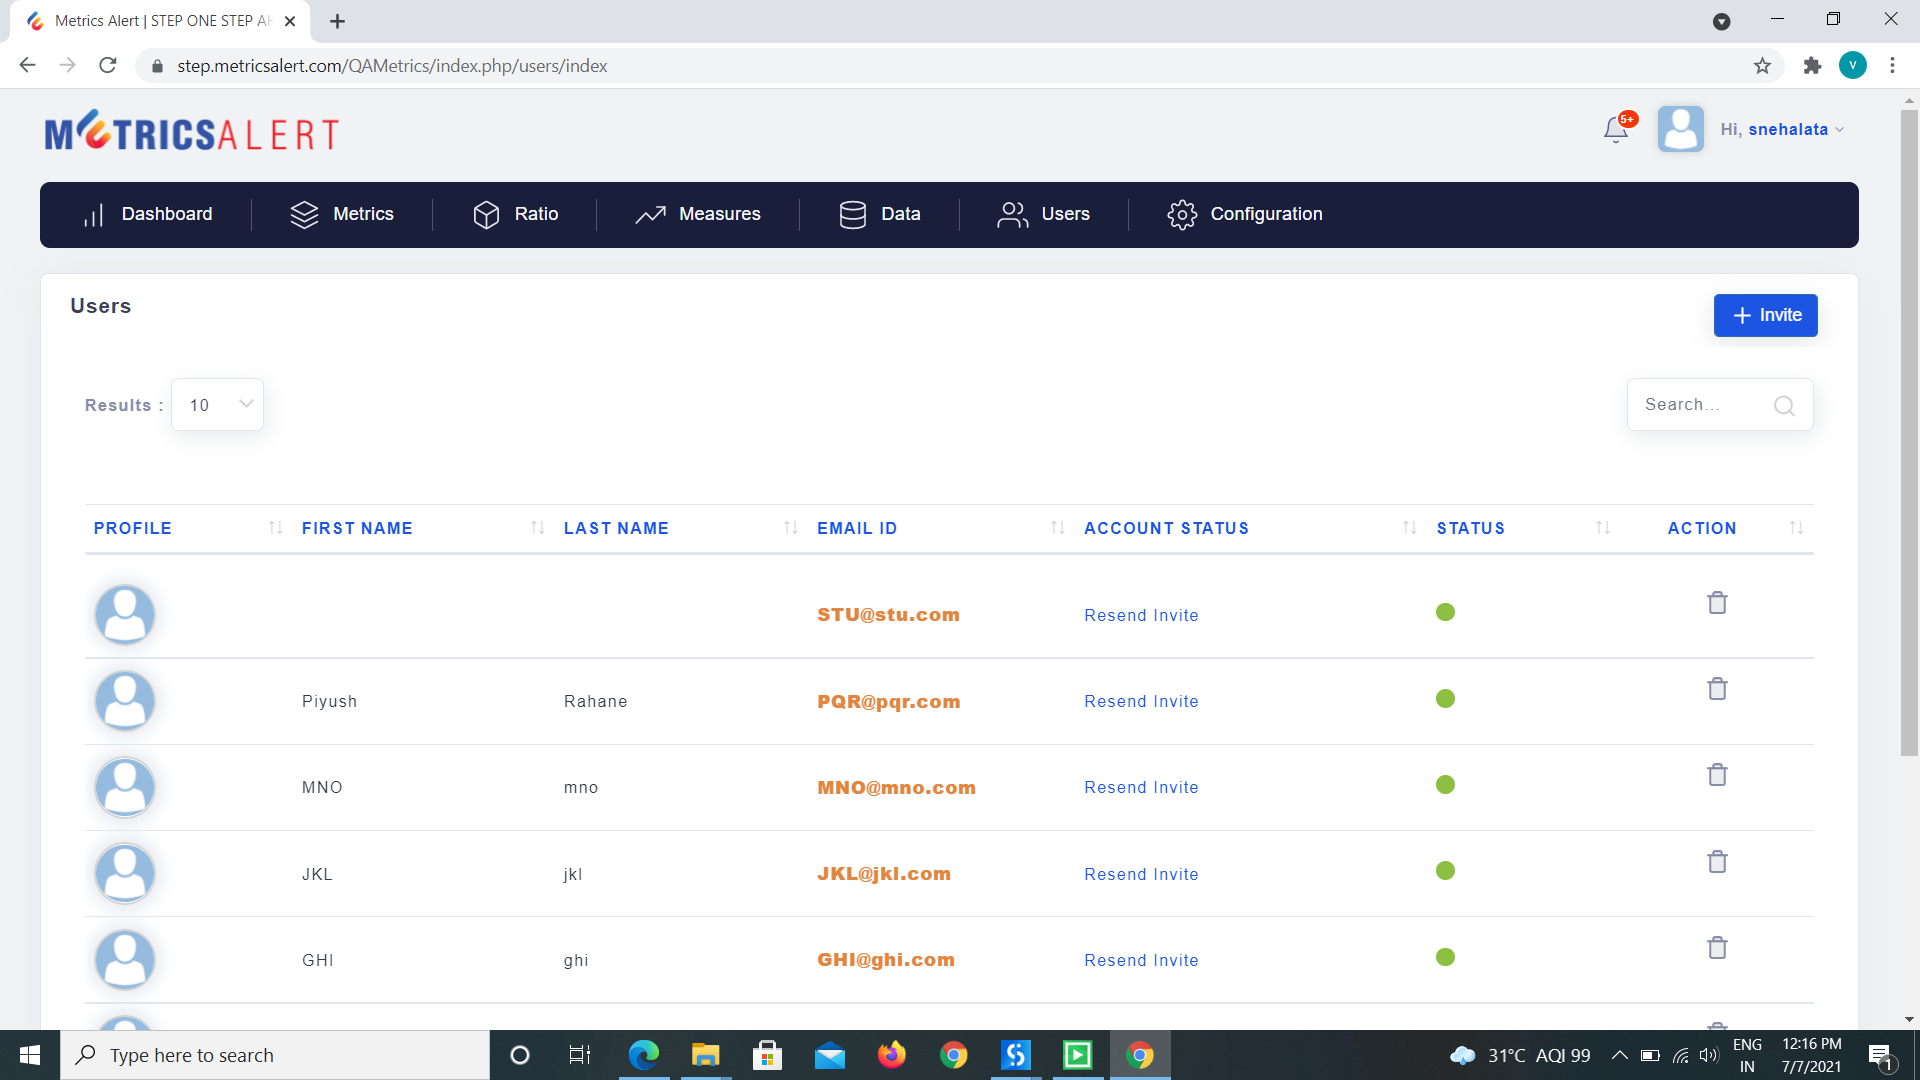 Metrics Alert | STEP ONE STEP AH
step.metricsalert.com/QAMetrics/index.php/users/index
V
METRICSALERT
5+
Hi, snehalata
Dashboard Metrics Ratio Measures Data Users Configuration
Users
+ Invite
Results : 10
Search...
PROFILE FIRST NAME LAST NAME EMAIL ID ACCOUNT STATUS STATUS ACTION
STU@stu.com Resend Invite
Piyush Rahane PQR@pqr.com Resend Invite
MNO mno MNO@mno.com Resend Invite
JKL jkl JKL@jkl.com Resend Invite
GHI ghi GHI@ghi.com Resend Invite
Type here to search
31°C AQI 99
ENG
IN
12:16 PM
7/7/2021
1